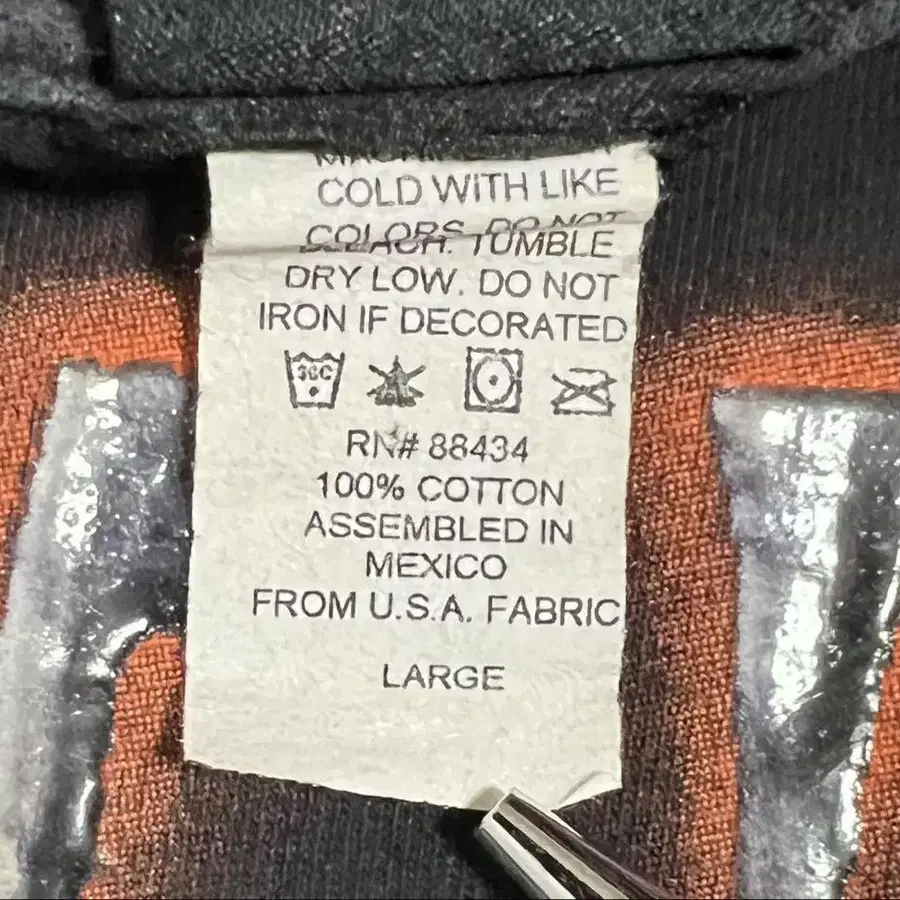 COLD WITH LIKE
COLORS. DO NOT
BLEACH. TUMBLE
DRY LOW. DO NOT
IRON IF DECORATED
30C
RN# 88434
100% COTTON
ASSEMBLED IN
MEXICO
FROM U.S.A. FABRIC
LARGE